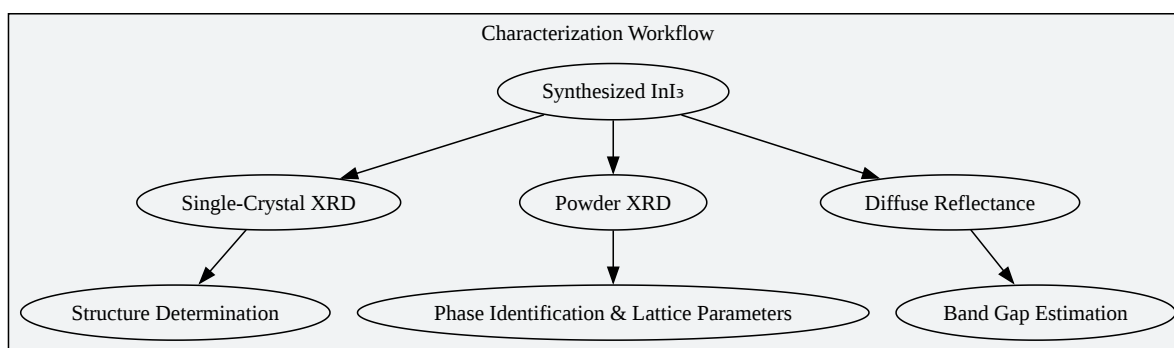 Characterization Workflow
Synthesized InI₃
Single-Crystal XRD
Powder XRD
Diffuse Reflectance
Structure Determination
Phase Identification & Lattice Parameters
Band Gap Estimation